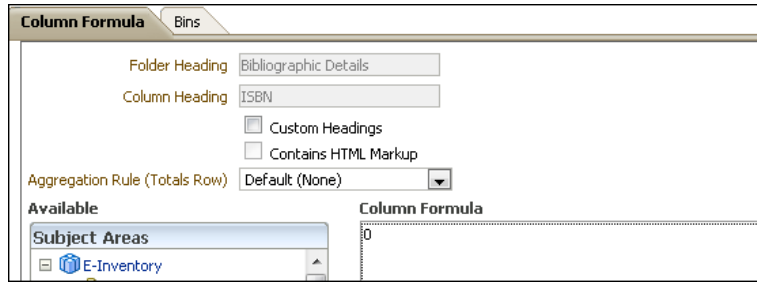 Column Formula Bins
Folder Heading Bibliographic Details
Column Heading ISBN
Custom Headings
Contains HTML Markup
Aggregation Rule (Totals Row) Default (None)
Available Column Formula
Subject Areas 0
E-Inventory